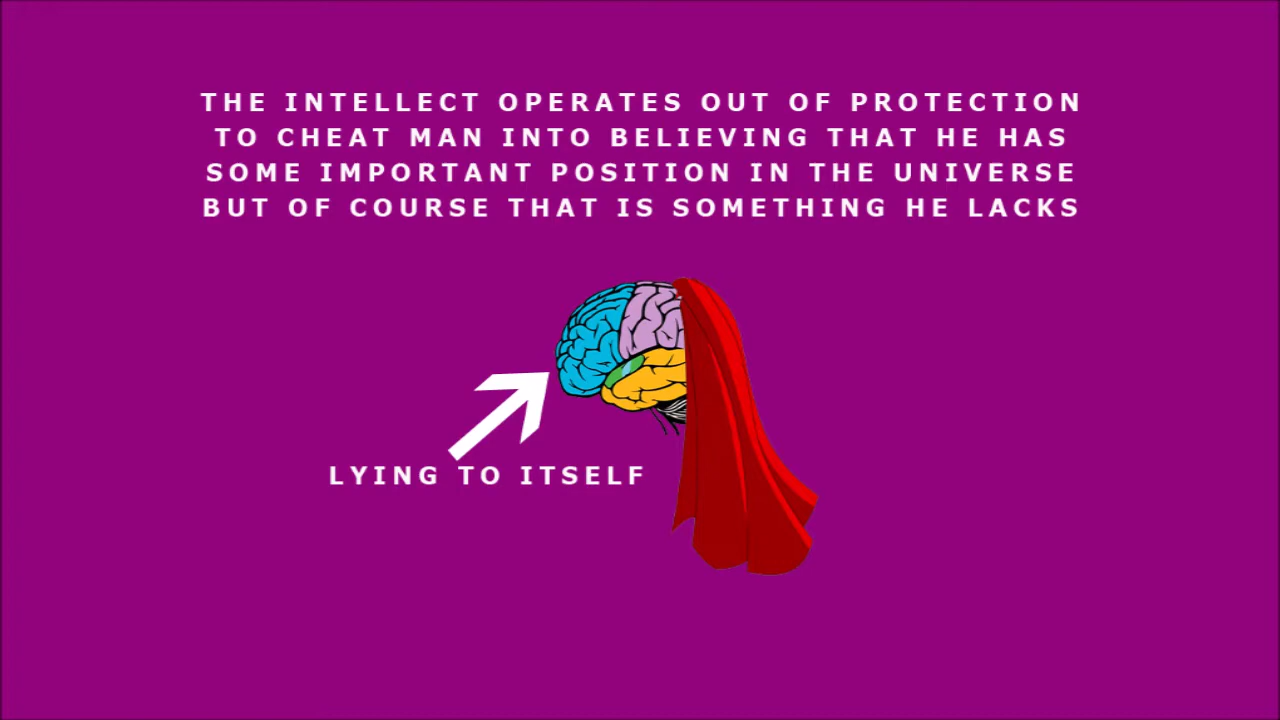 THE INTELLECT OPERATES OUT OF PROTECTION
TO CHEAT MAN INTO BELIEVING THAT HE HAS
SOME IMPORTANT POSITION IN THE UNIVERSE
BUT OF COURSE THAT IS SOMETHING HE LACKS
LYING TO ITSELF